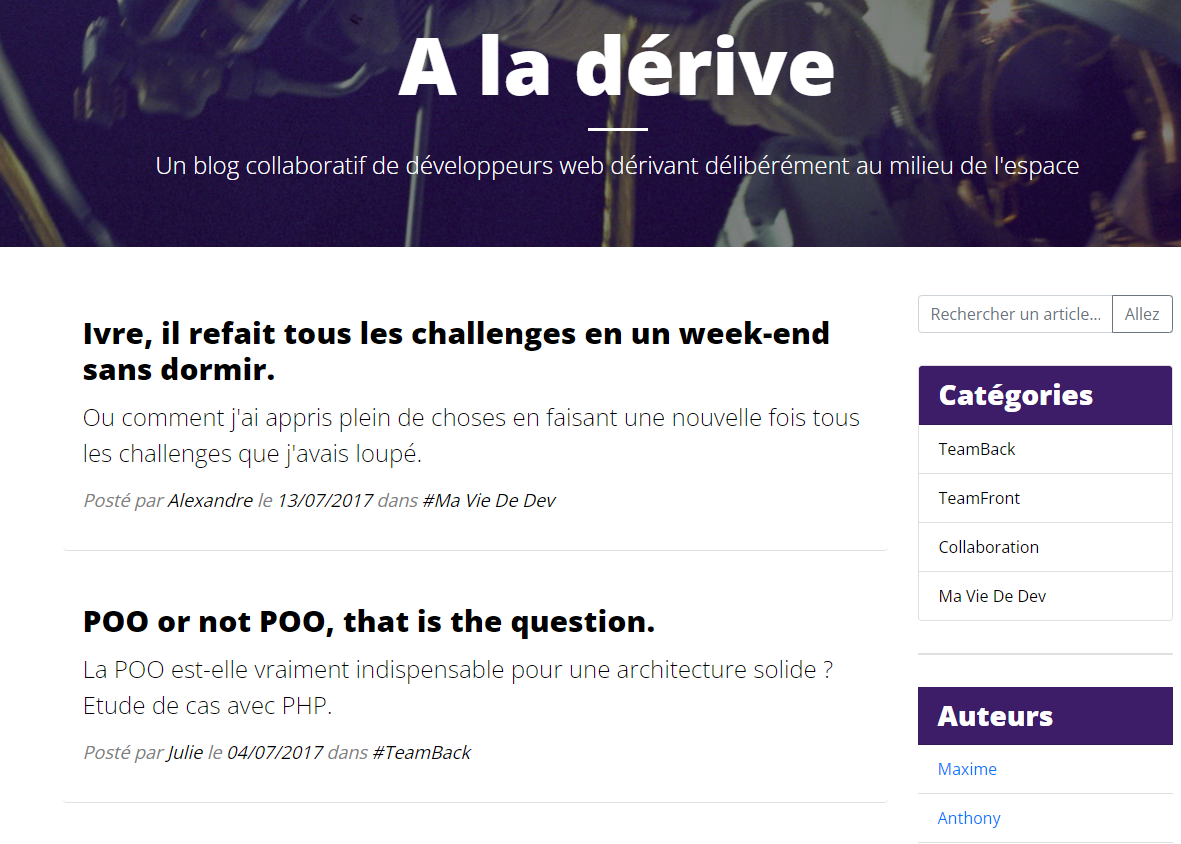 A la dérive
Un blog collaboratif de développeurs web dérivant délibérément au milieu de l'espace
Ivre, il refait tous les challenges en un week-end
sans dormir.
Ou comment j'ai appris plein de choses en faisant une nouvelle fois tous
les challenges que j'avais loupé.
Posté par Alexandre le 13/07/2017 dans #Ma Vie De Dev
POO or not POO, that is the question.
La POO est-elle vraiment indispensable pour une architecture solide ?
Etude de cas avec PHP.
Posté par Julie le 04/07/2017 dans #TeamBack
Rechercher un article... Allez
Catégories
TeamBack
TeamFront
Collaboration
Ma Vie De Dev
Auteurs
Maxime
Anthony